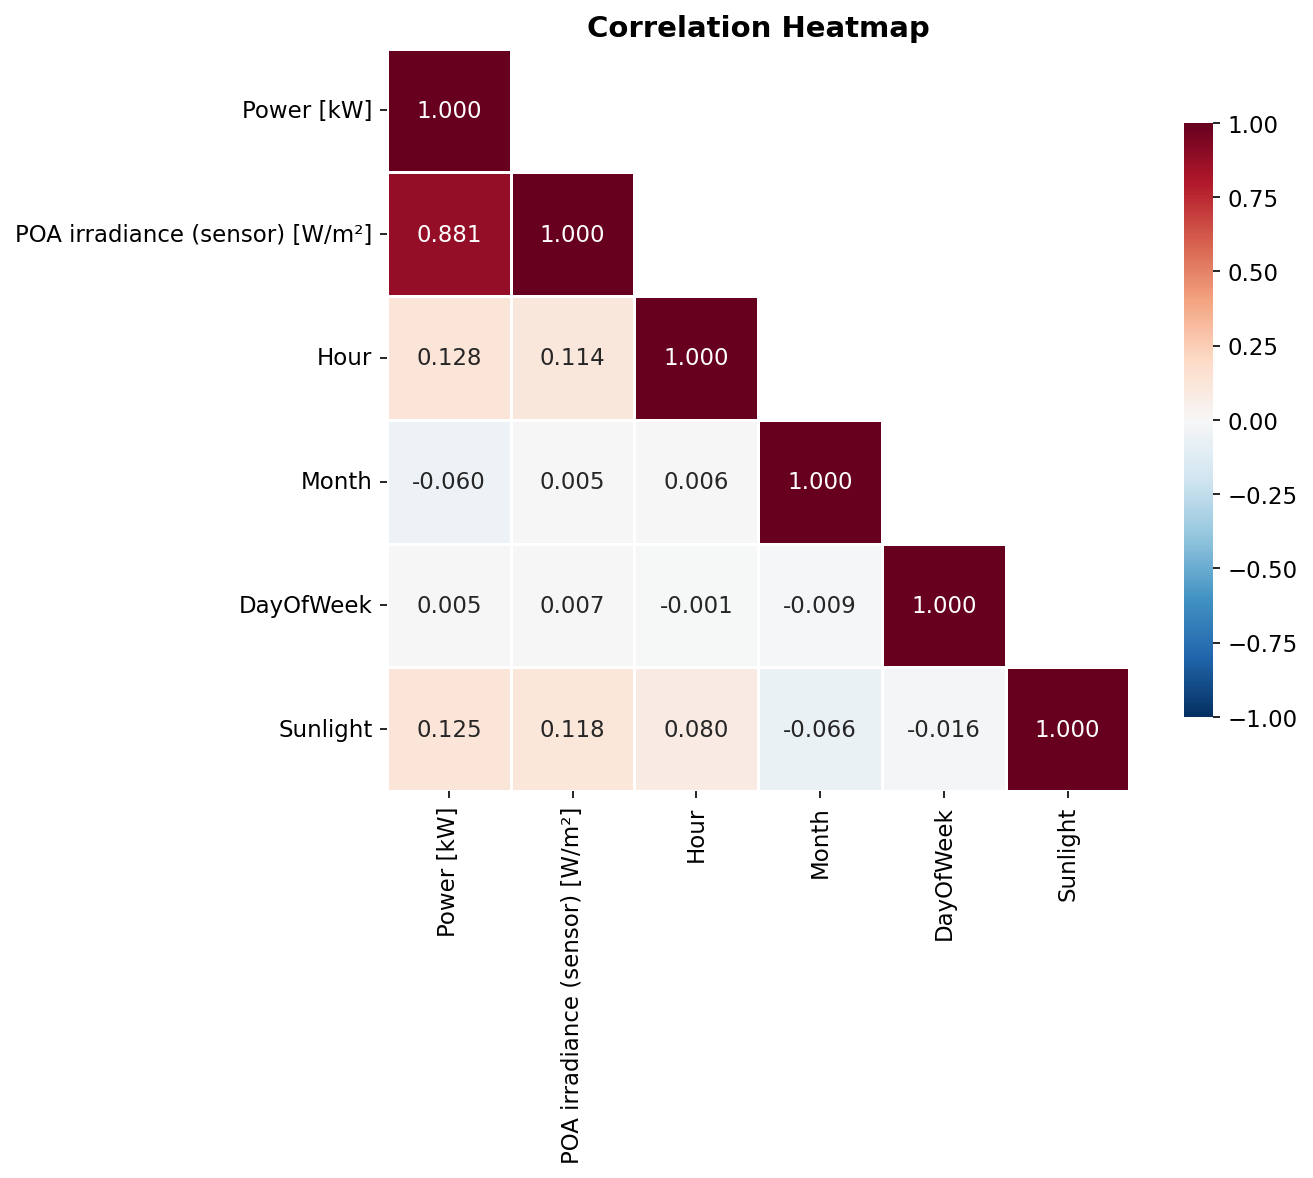 Correlation Heatmap
Power [kW]
1.000
POA irradiance (sensor) [W/m²]
0.881 1.000
Hour
0.128 0.114 1.000
Month
-0.060 0.005 0.006 1.000
DayOfWeek
0.005 0.007 -0.001 -0.009 1.000
Sunlight
0.125 0.118 0.080 -0.066 -0.016 1.000
Power [kW]
POA irradiance (sensor) [W/m²]
Hour
Month
DayOfWeek
Sunlight
1.00
0.75
0.50
0.25
0.00
−0.25
−0.50
−0.75
−1.00